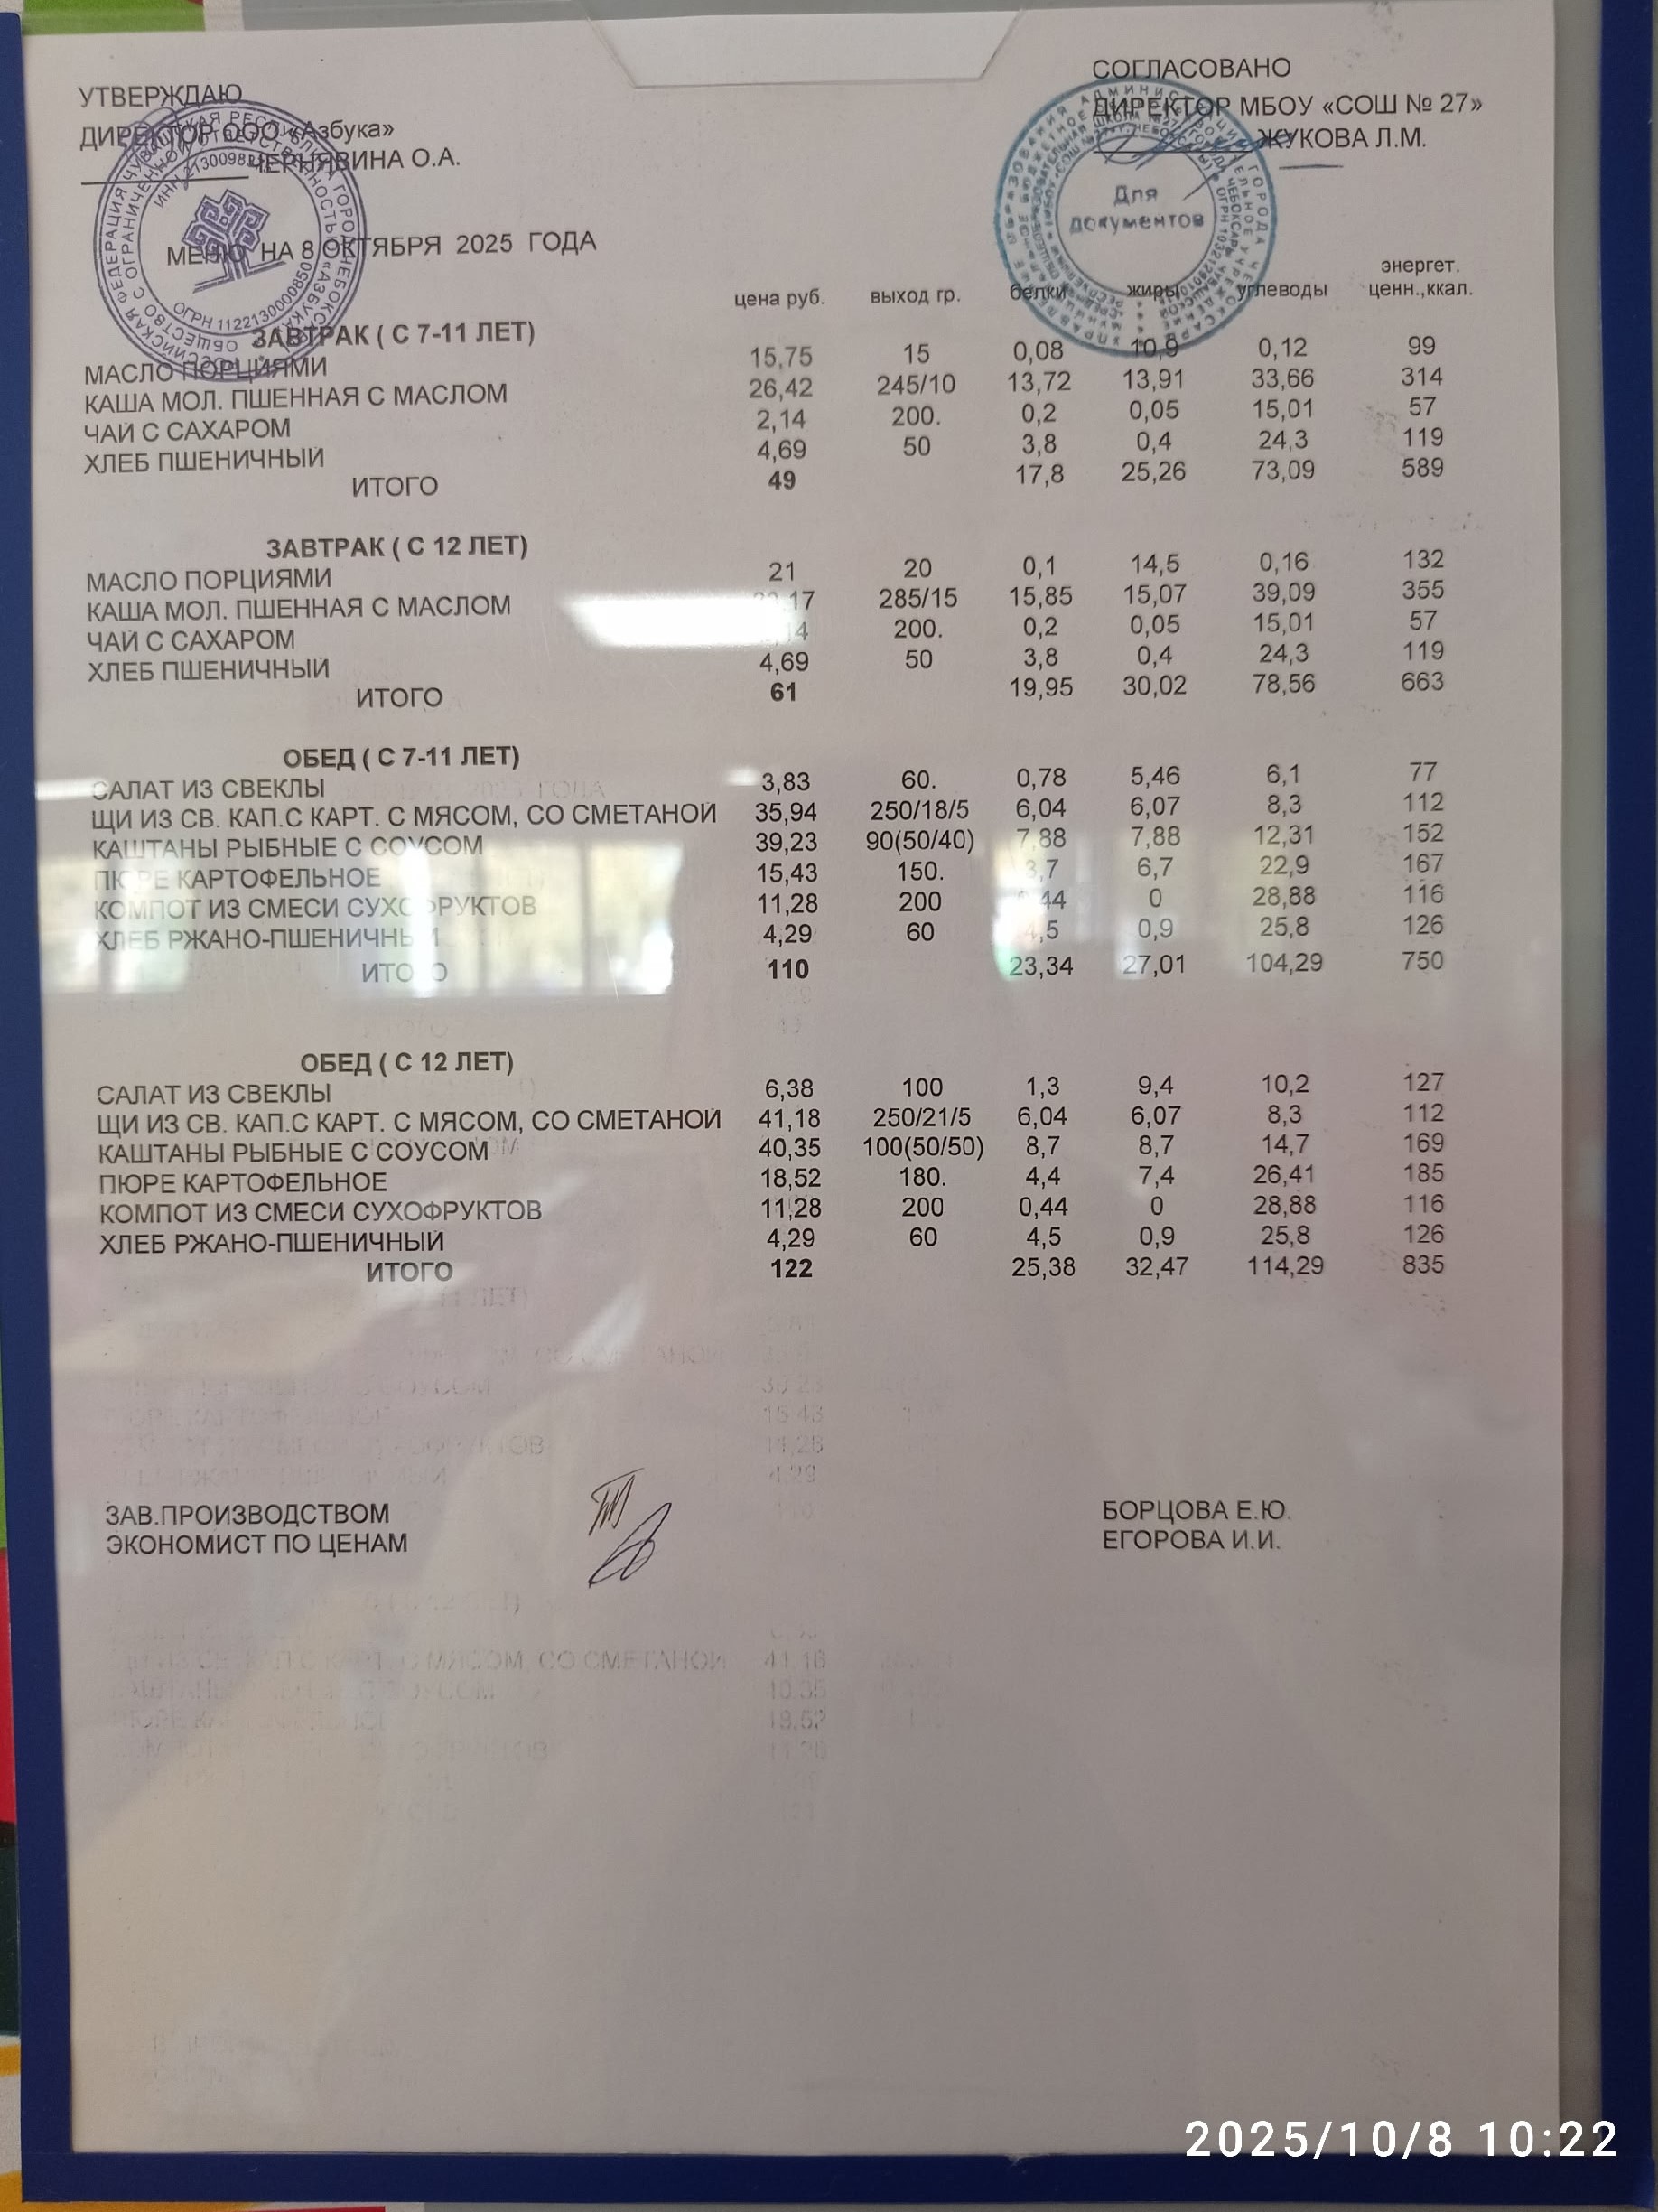 УТВЕРЖДАЮ
ДИРЕКТОР ООО «Азбука»
ЧЕРНЯВИНА О.А.
СОГЛАСОВАНО
ДИРЕКТОР МБОУ «СОШ № 27»
ЖУКОВА Л.М.
Для
документов
МЕНЮ НА 8 ОКТЯБРЯ 2025 ГОДА
цена руб. выход гр. белки жиры углеводы энергет. ценн.,ккал.
ЗАВТРАК ( С 7-11 ЛЕТ)
МАСЛО ПОРЦИЯМИ 15,75 15 0,08 10,9 0,12 99
КАША МОЛ. ПШЕННАЯ С МАСЛОМ 26,42 245/10 13,72 13,91 33,66 314
ЧАЙ С САХАРОМ 2,14 200. 0,2 0,05 15,01 57
ХЛЕБ ПШЕНИЧНЫЙ 4,69 50 3,8 0,4 24,3 119
ИТОГО 49 17,8 25,26 73,09 589
ЗАВТРАК ( С 12 ЛЕТ)
МАСЛО ПОРЦИЯМИ 21 20 0,1 14,5 0,16 132
КАША МОЛ. ПШЕННАЯ С МАСЛОМ 285/15 15,85 15,07 39,09 355
ЧАЙ С САХАРОМ 200. 0,2 0,05 15,01 57
ХЛЕБ ПШЕНИЧНЫЙ 4,69 50 3,8 0,4 24,3 119
ИТОГО 61 19,95 30,02 78,56 663
ОБЕД ( С 7-11 ЛЕТ)
САЛАТ ИЗ СВЕКЛЫ 3,83 60. 0,78 5,46 6,1 77
ЩИ ИЗ СВ. КАП.С КАРТ. С МЯСОМ, СО СМЕТАНОЙ 35,94 250/18/5 6,04 6,07 8,3 112
КАШТАНЫ РЫБНЫЕ С СОУСОМ 39,23 90(50/40) 7,88 7,88 12,31 152
ПЮРЕ КАРТОФЕЛЬНОЕ 15,43 150. 3,7 6,7 22,9 167
КОМПОТ ИЗ СМЕСИ СУХОФРУКТОВ 11,28 200 0,44 0 28,88 116
ХЛЕБ РЖАНО-ПШЕНИЧНЫЙ 4,29 60 4,5 0,9 25,8 126
ИТОГО 110 23,34 27,01 104,29 750
ОБЕД ( С 12 ЛЕТ)
САЛАТ ИЗ СВЕКЛЫ 6,38 100 1,3 9,4 10,2 127
ЩИ ИЗ СВ. КАП.С КАРТ. С МЯСОМ, СО СМЕТАНОЙ 41,18 250/21/5 6,04 6,07 8,3 112
КАШТАНЫ РЫБНЫЕ С СОУСОМ 40,35 100(50/50) 8,7 8,7 14,7 169
ПЮРЕ КАРТОФЕЛЬНОЕ 18,52 180. 4,4 7,4 26,41 185
КОМПОТ ИЗ СМЕСИ СУХОФРУКТОВ 11,28 200 0,44 0 28,88 116
ХЛЕБ РЖАНО-ПШЕНИЧНЫЙ 4,29 60 4,5 0,9 25,8 126
ИТОГО 122 25,38 32,47 114,29 835
ЗАВ.ПРОИЗВОДСТВОМ БОРЦОВА Е.Ю.
ЭКОНОМИСТ ПО ЦЕНАМ ЕГОРОВА И.И.
2025/10/8 10:22